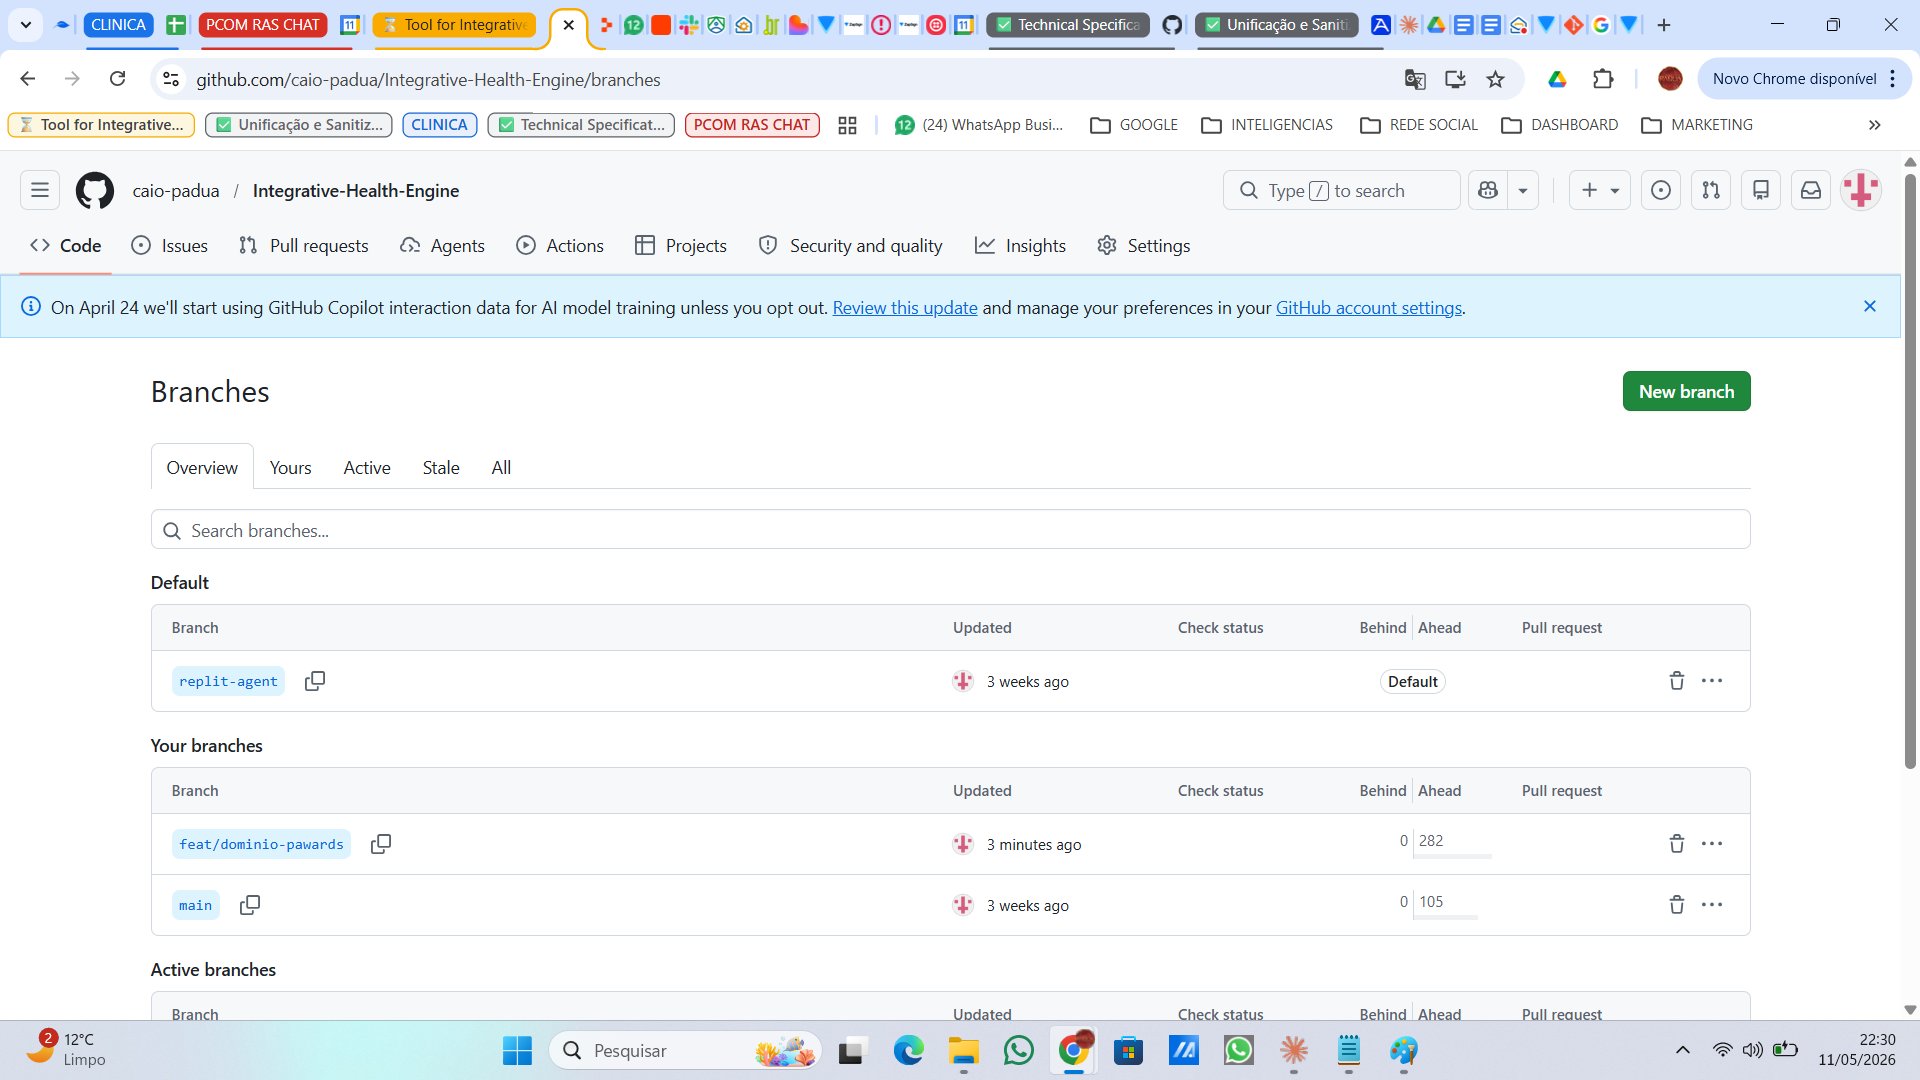 CLINICA
PCOM RAS CHAT
Tool for Integrative
Technical Specifica
Unificação e Saniti
github.com/caio-padua/Integrative-Health-Engine/branches
Novo Chrome disponível
Tool for Integrative...
Unificação e Sanitiz...
CLINICA
Technical Specificat...
PCOM RAS CHAT
(24) WhatsApp Busi...
GOOGLE
INTELIGENCIAS
REDE SOCIAL
DASHBOARD
MARKETING
caio-padua / Integrative-Health-Engine
Type / to search
Code
Issues
Pull requests
Agents
Actions
Projects
Security and quality
Insights
Settings
On April 24 we'll start using GitHub Copilot interaction data for AI model training unless you opt out. Review this update and manage your preferences in your GitHub account settings.
Branches
New branch
Overview
Yours
Active
Stale
All
Search branches...
Default
Branch Updated Check status Behind Ahead Pull request
replit-agent 3 weeks ago Default
Your branches
Branch Updated Check status Behind Ahead Pull request
feat/dominio-pawards 3 minutes ago 0 282
main 3 weeks ago 0 105
Active branches
Branch Updated Check status Behind Ahead Pull request
2
12°C
Limpo
Pesquisar
22:30
11/05/2026